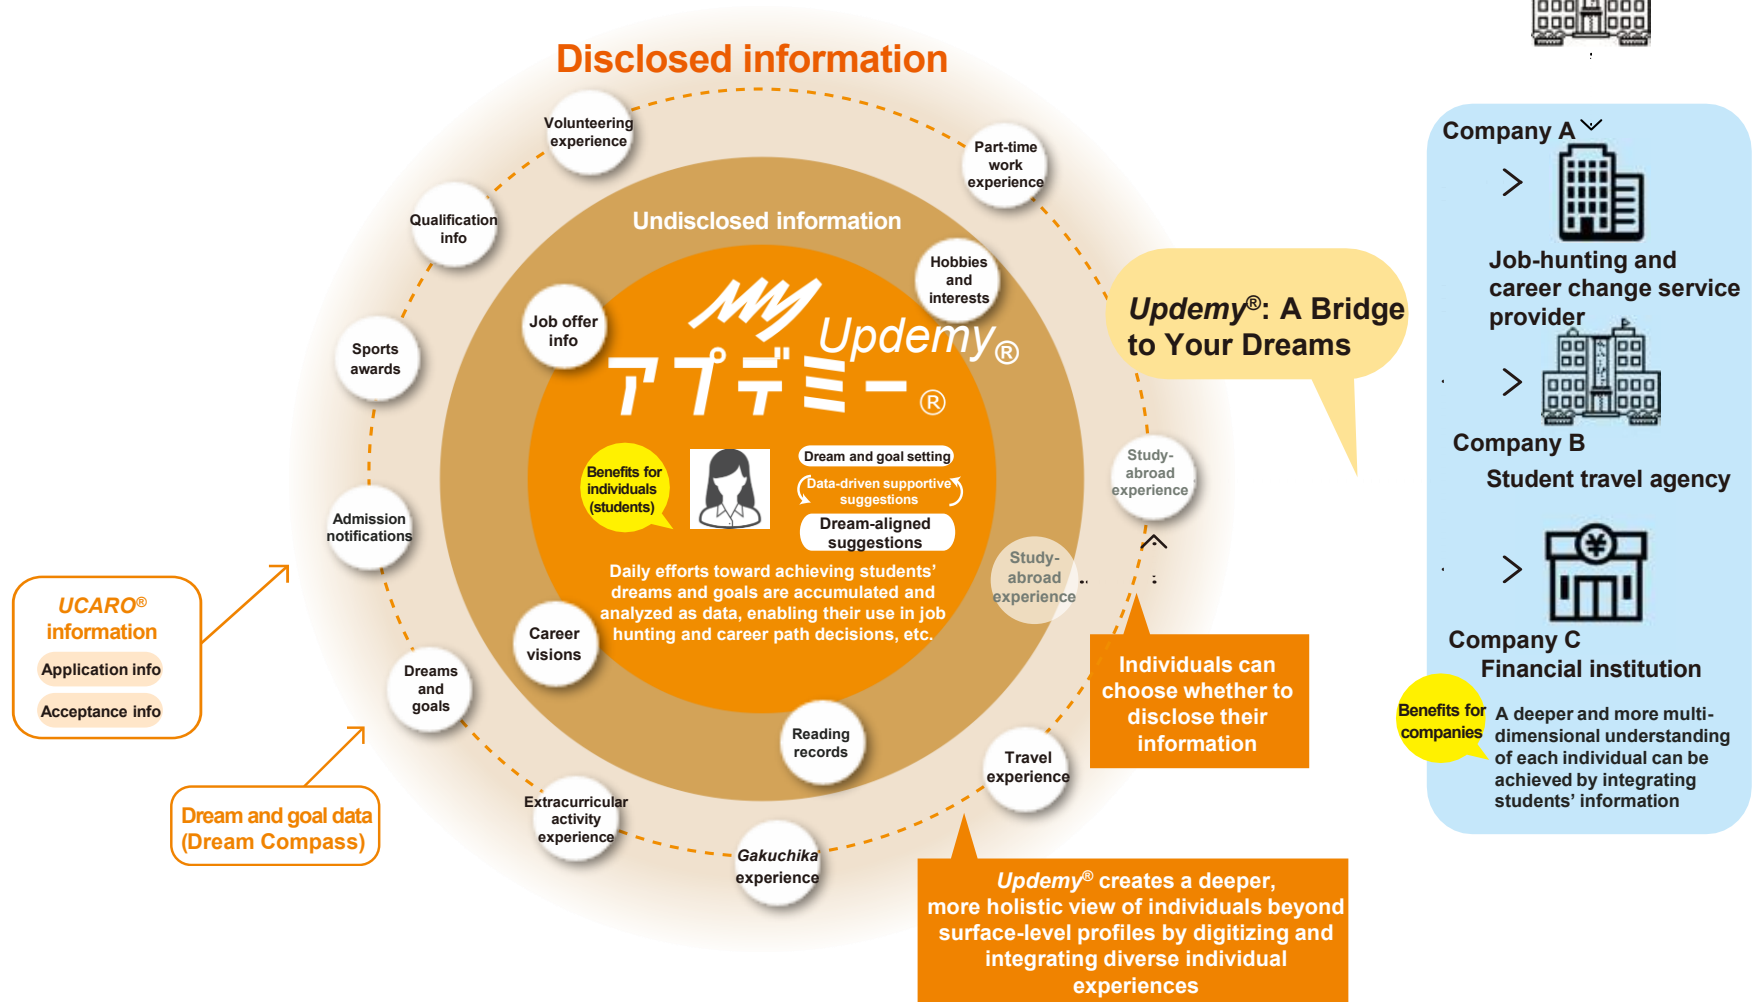 Disclosed information
Volunteering
experience
Part-time
work
experience
Qualification
info
Undisclosed information
Hobbies
and
interests
Job offer
info
my
Updemy®
アプデミー®
Sports
awards
Benefits for
individuals
(students)
Dream and goal setting
Data-driven supportive
suggestions
Dream-aligned
suggestions
Study-
abroad
experience
Admission
notifications
Study-
abroad
experience
Daily efforts toward achieving students'
dreams and goals are accumulated and
analyzed as data, enabling their use in job
hunting and career path decisions, etc.
Career
visions
Dreams
and
goals
Reading
records
Travel
experience
Extracurricular
activity
experience
Gakuchika
experience
UCARO®
information
Application info
Acceptance info
Dream and goal data
(Dream Compass)
Individuals can
choose whether to
disclose their
information
Updemy® creates a deeper,
more holistic view of individuals beyond
surface-level profiles by digitizing and
integrating diverse individual
experiences
Updemy®: A Bridge
to Your Dreams
Company A
Job-hunting and
career change service
provider
Company B
Student travel agency
¥
Company C
Financial institution
Benefits for
companies
A deeper and more multi-
dimensional understanding
of each individual can be
achieved by integrating
students' information